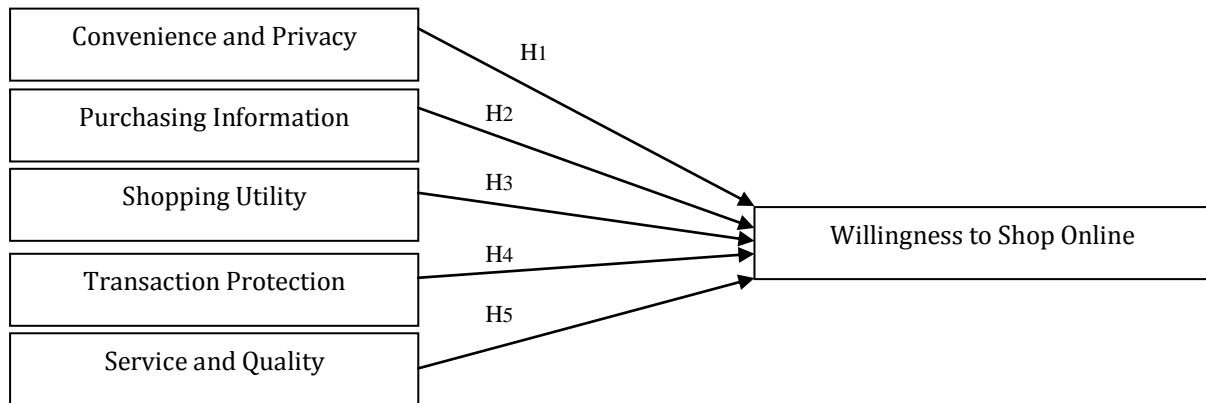 Convenience and Privacy
H1
Purchasing Information
H2
Shopping Utility
H3
Willingness to Shop Online
Transaction Protection
H4
Service and Quality
H5